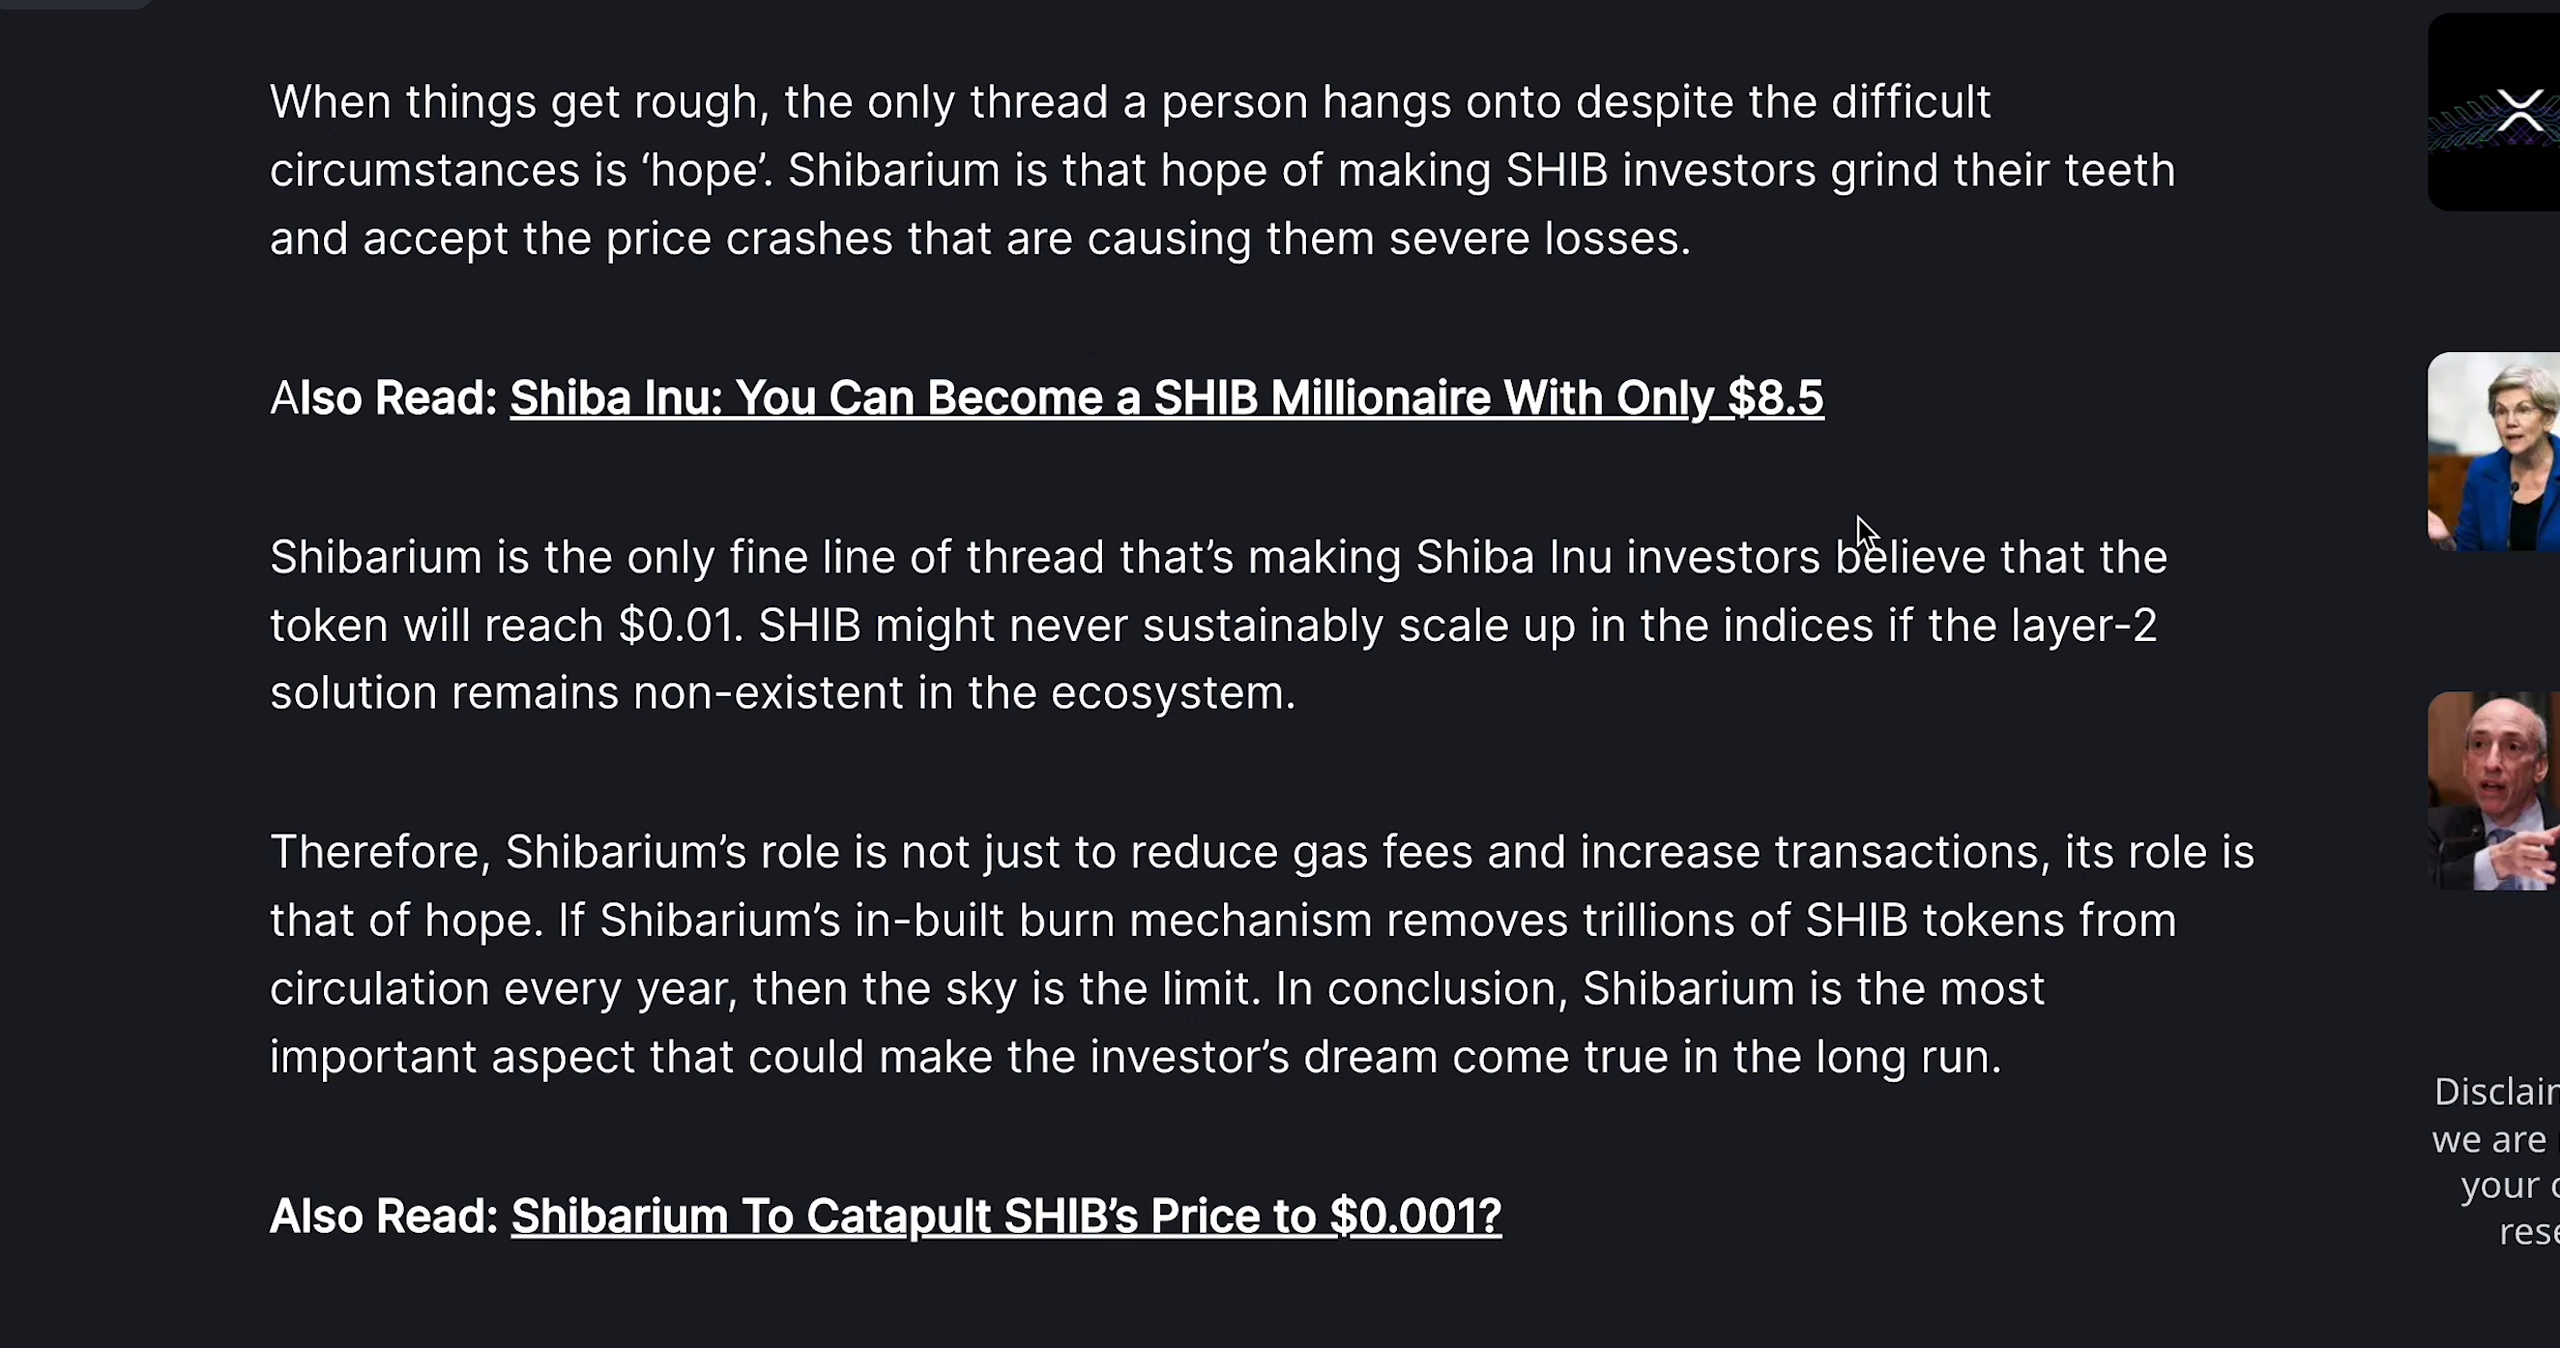 When things get rough, the only thread a person hangs onto despite the difficult
circumstances is ‘hope’. Shibarium is that hope of making SHIB investors grind their teeth
and accept the price crashes that are causing them severe losses.
Also Read: Shiba Inu: You Can Become a SHIB Millionaire With Only $8.5
Shibarium is the only fine line of thread that’s making Shiba Inu investors believe that the
token will reach $0.01. SHIB might never sustainably scale up in the indices if the layer-2
solution remains non-existent in the ecosystem.
Therefore, Shibarium’s role is not just to reduce gas fees and increase transactions, its role is
that of hope. If Shibarium’s in-built burn mechanism removes trillions of SHIB tokens from
circulation every year, then the sky is the limit. In conclusion, Shibarium is the most
important aspect that could make the investor’s dream come true in the long run.
Also Read: Shibarium To Catapult SHIB’s Price to $0.001?
we are
your